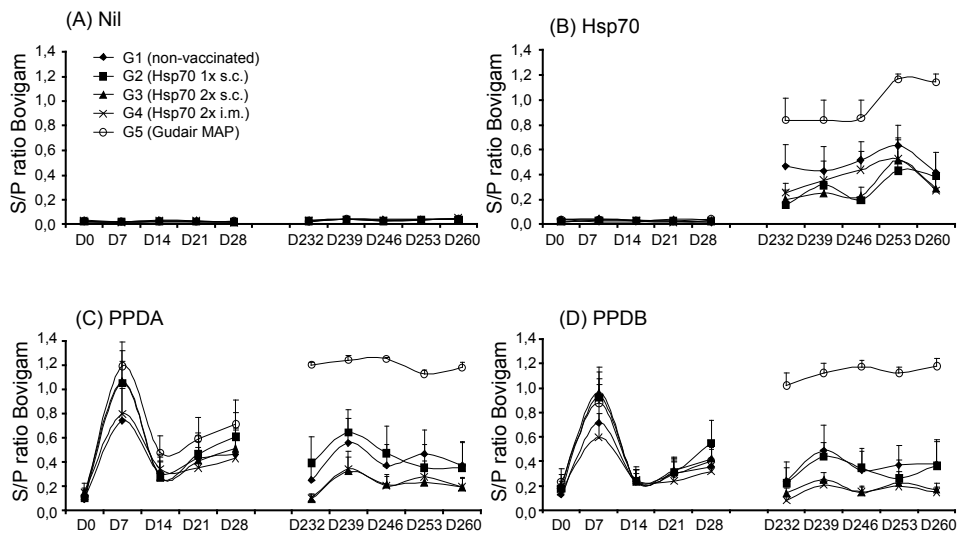 (A) Nil
S/P ratio Bovigam
1,4
1,2
1,0
0,8
0,6
0,4
0,2
0,0
G1 (non-vaccinated)
G2 (Hsp70 1x s.c.)
G3 (Hsp70 2x s.c.)
G4 (Hsp70 2x i.m.)
G5 (Gudair MAP)
D0 D7 D14 D21 D28 D232 D239 D246 D253 D260
(B) Hsp70
S/P ratio Bovigam
1,4
1,2
1,0
0,8
0,6
0,4
0,2
0,0
D0 D7 D14 D21 D28 D232 D239 D246 D253 D260
(C) PPDA
S/P ratio Bovigam
1,4
1,2
1,0
0,8
0,6
0,4
0,2
0,0
D0 D7 D14 D21 D28 D232 D239 D246 D253 D260
(D) PPDB
S/P ratio Bovigam
1,4
1,2
1,0
0,8
0,6
0,4
0,2
0,0
D0 D7 D14 D21 D28 D232 D239 D246 D253 D260